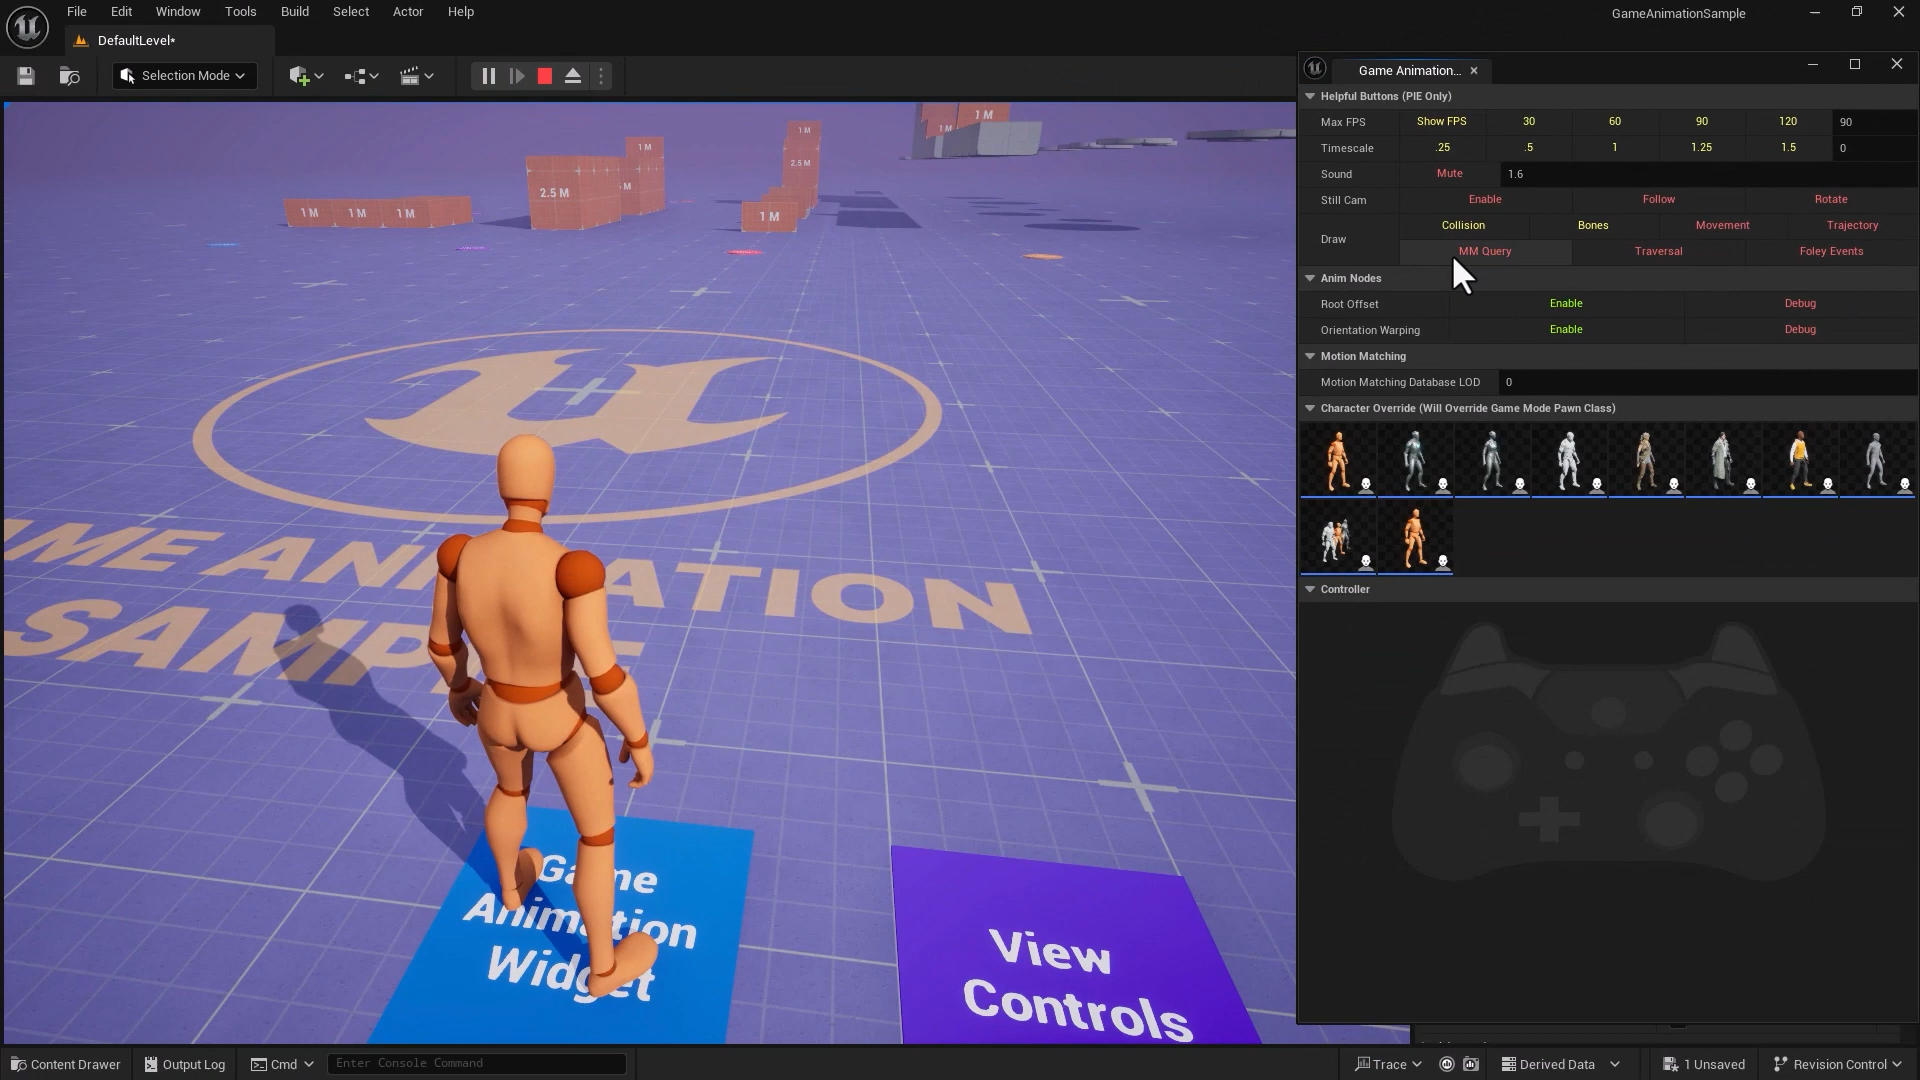 File Edit Window Tools Build Select Actor Help
GameAnimationSample
DefaultLevel*
Selection Mode
Game Animation...
Helpful Buttons (PIE Only)
Max FPS Show FPS 30 60 90 120 90
Timescale .25 .5 1 1.25 1.5 0
Sound Mute 1.6
Still Cam Enable Follow Rotate
Draw Collision Bones Movement Trajectory
MM Query Traversal Foley Events
Anim Nodes
Root Offset Enable Debug
Orientation Warping Enable Debug
Motion Matching
Motion Matching Database LOD 0
Character Override (Will Override Game Mode Pawn Class)
Controller
1 M 1 M 1 M
2.5 M
1 M
M
1 M
2.5 M
1 M
1 M
1 M
AME ANIMATION
SAMPLE
Game
Animation
Widget
View
Controls
Content Drawer Output Log Cmd Enter Console Command Trace Derived Data 1 Unsaved Revision Control